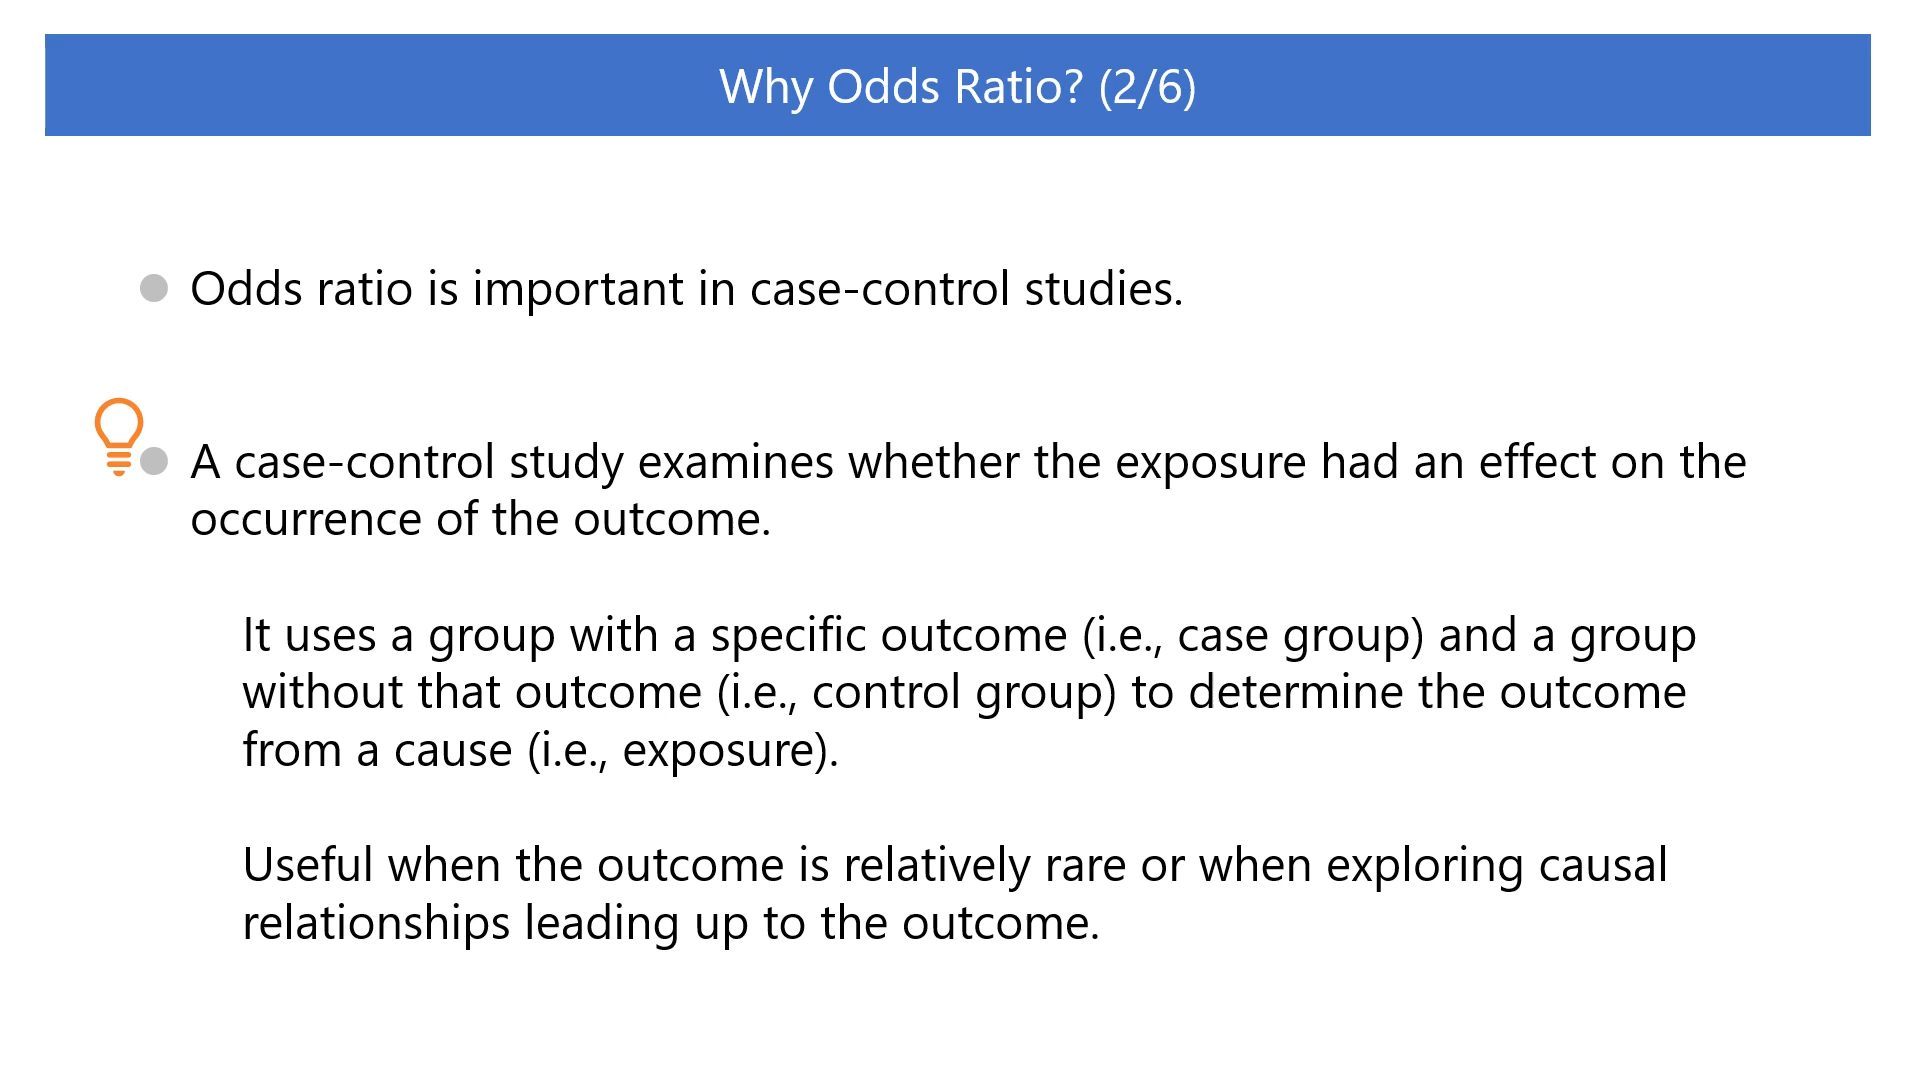 Why Odds Ratio? (2/6)
Odds ratio is important in case-control studies.
A case-control study examines whether the exposure had an effect on the
occurrence of the outcome.
It uses a group with a specific outcome (i.e., case group) and a group
without that outcome (i.e., control group) to determine the outcome
from a cause (i.e., exposure).
Useful when the outcome is relatively rare or when exploring causal
relationships leading up to the outcome.